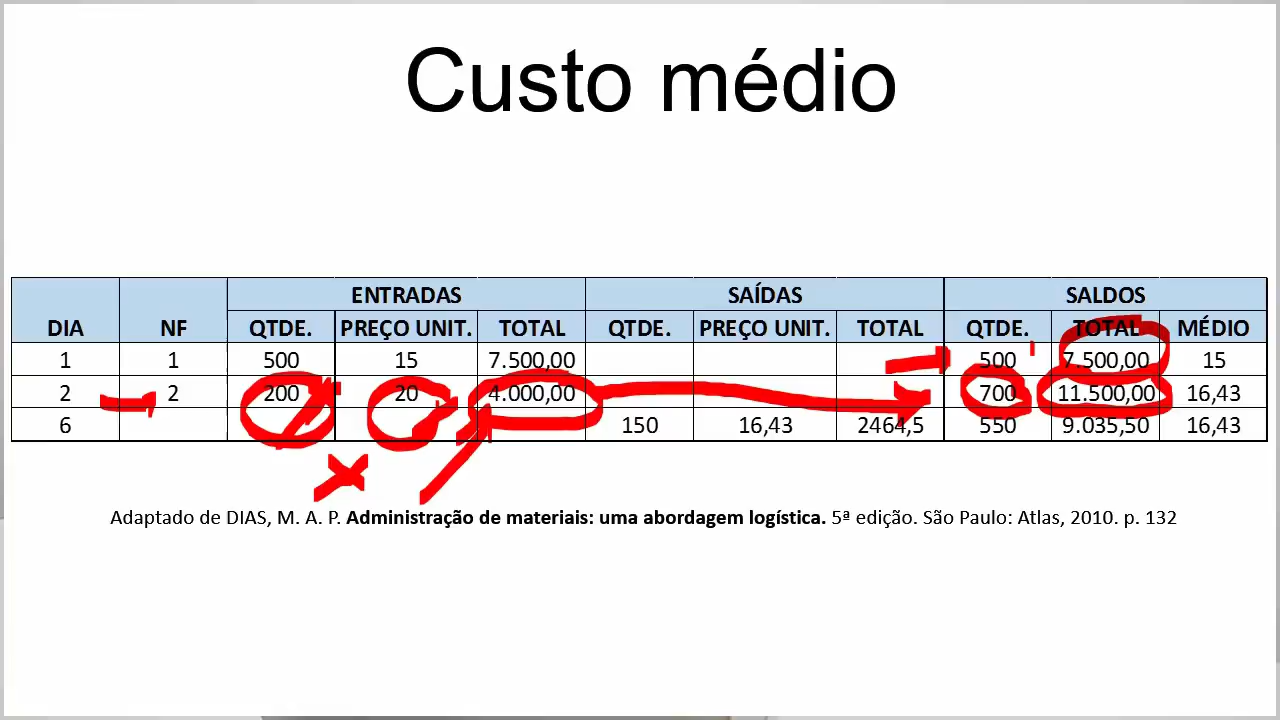 Custo médio
ENTRADAS SAÍDAS SALDOS
DIA NF QTDE. PREÇO UNIT. TOTAL QTDE. PREÇO UNIT. TOTAL QTDE. TOTAL MÉDIO
1 1 500 15 7.500,00 500 7.500,00 15
2 2 200 20 4.000,00 700 11.500,00 16,43
6 150 16,43 2464,5 550 9.035,50 16,43
Adaptado de DIAS, M. A. P. Administração de materiais: uma abordagem logística. 5ª edição. São Paulo: Atlas, 2010. p. 132